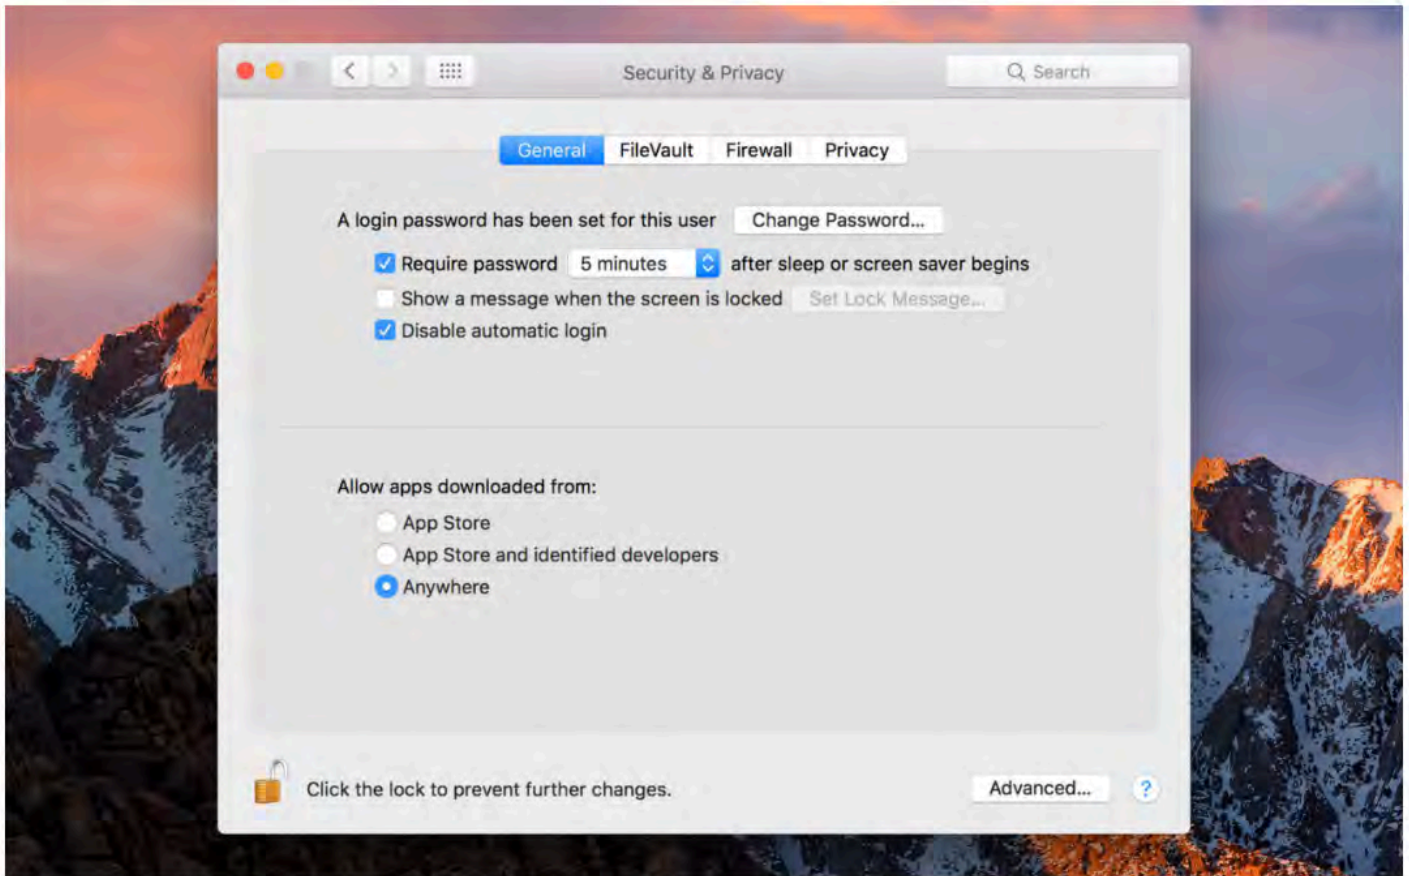 Security & Privacy
Search
General FileVault Firewall Privacy
A login password has been set for this user Change Password...
Require password 5 minutes after sleep or screen saver begins
Show a message when the screen is locked Set Lock Message...
Disable automatic login
Allow apps downloaded from:
App Store
App Store and identified developers
Anywhere
Click the lock to prevent further changes. Advanced... ?